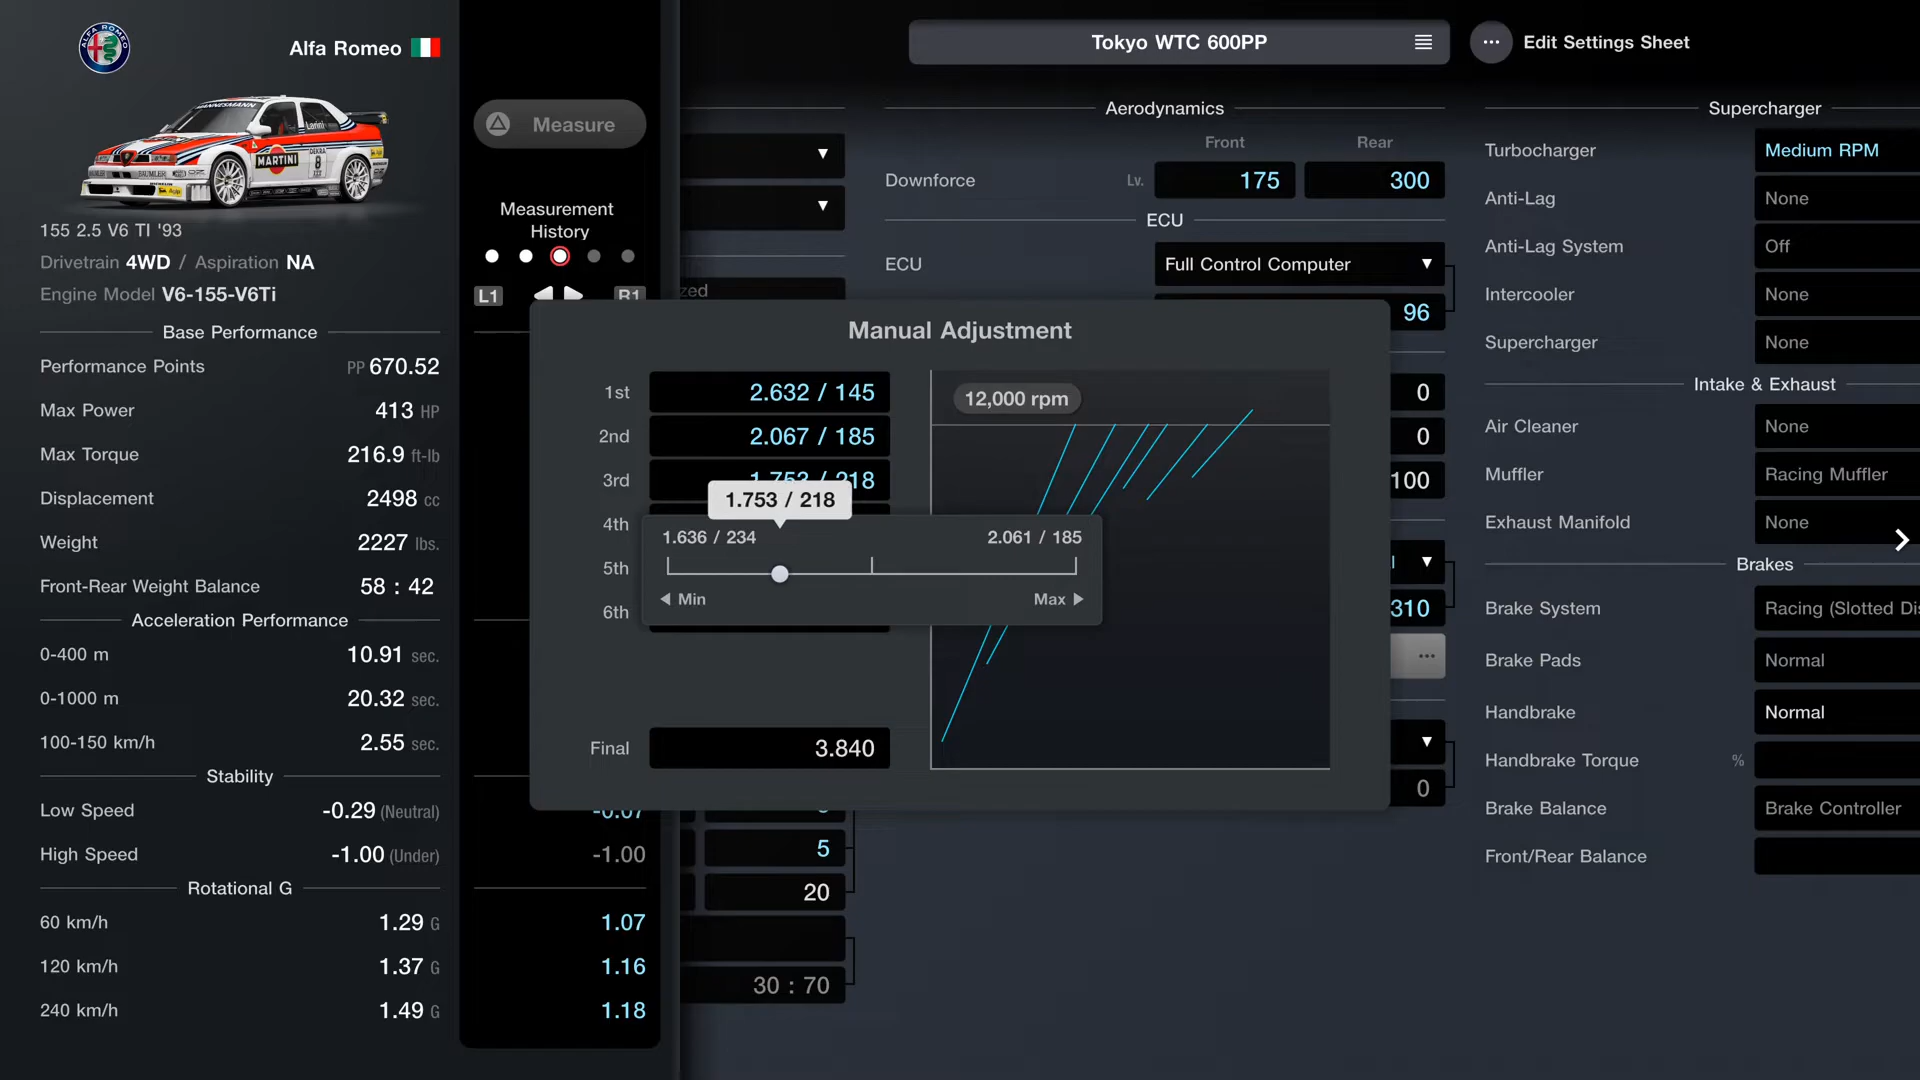 Alfa Romeo
155 2.5 V6 TI '93
Drivetrain 4WD / Aspiration NA
Engine Model V6-155-V6Ti
Base Performance
Performance Points PP 670.52
Max Power 413 HP
Max Torque 216.9 ft-lb
Displacement 2498 cc
Weight 2227 lbs.
Front-Rear Weight Balance 58 : 42
Acceleration Performance
0-400 m 10.91 sec.
0-1000 m 20.32 sec.
100-150 km/h 2.55 sec.
Stability
Low Speed -0.29 (Neutral)
High Speed -1.00 (Under)
Rotational G
60 km/h 1.29 G
120 km/h 1.37 G
240 km/h 1.49 G
MARTINI
Measure
Measurement
History
L1 R1
-0.07
-1.00
1.07
1.16
1.18
5
20
30 : 70
Tokyo WTC 600PP
Edit Settings Sheet
Aerodynamics
Front Rear
Downforce Lv. 175 300
ECU
ECU Full Control Computer
96
0
0
100
310
0
Manual Adjustment
1st 2.632 / 145
2nd 2.067 / 185
3rd 1.753 / 218
1.753 / 218
4th
1.636 / 234 2.061 / 185
5th
Min Max
6th
Final 3.840
12,000 rpm
Supercharger
Turbocharger Medium RPM
Anti-Lag None
Anti-Lag System Off
Intercooler None
Supercharger None
Intake & Exhaust
Air Cleaner None
Muffler Racing Muffler
Exhaust Manifold None
Brakes
Brake System Racing (Slotted Dis
Brake Pads Normal
Handbrake Normal
Handbrake Torque %
Brake Balance Brake Controller
Front/Rear Balance